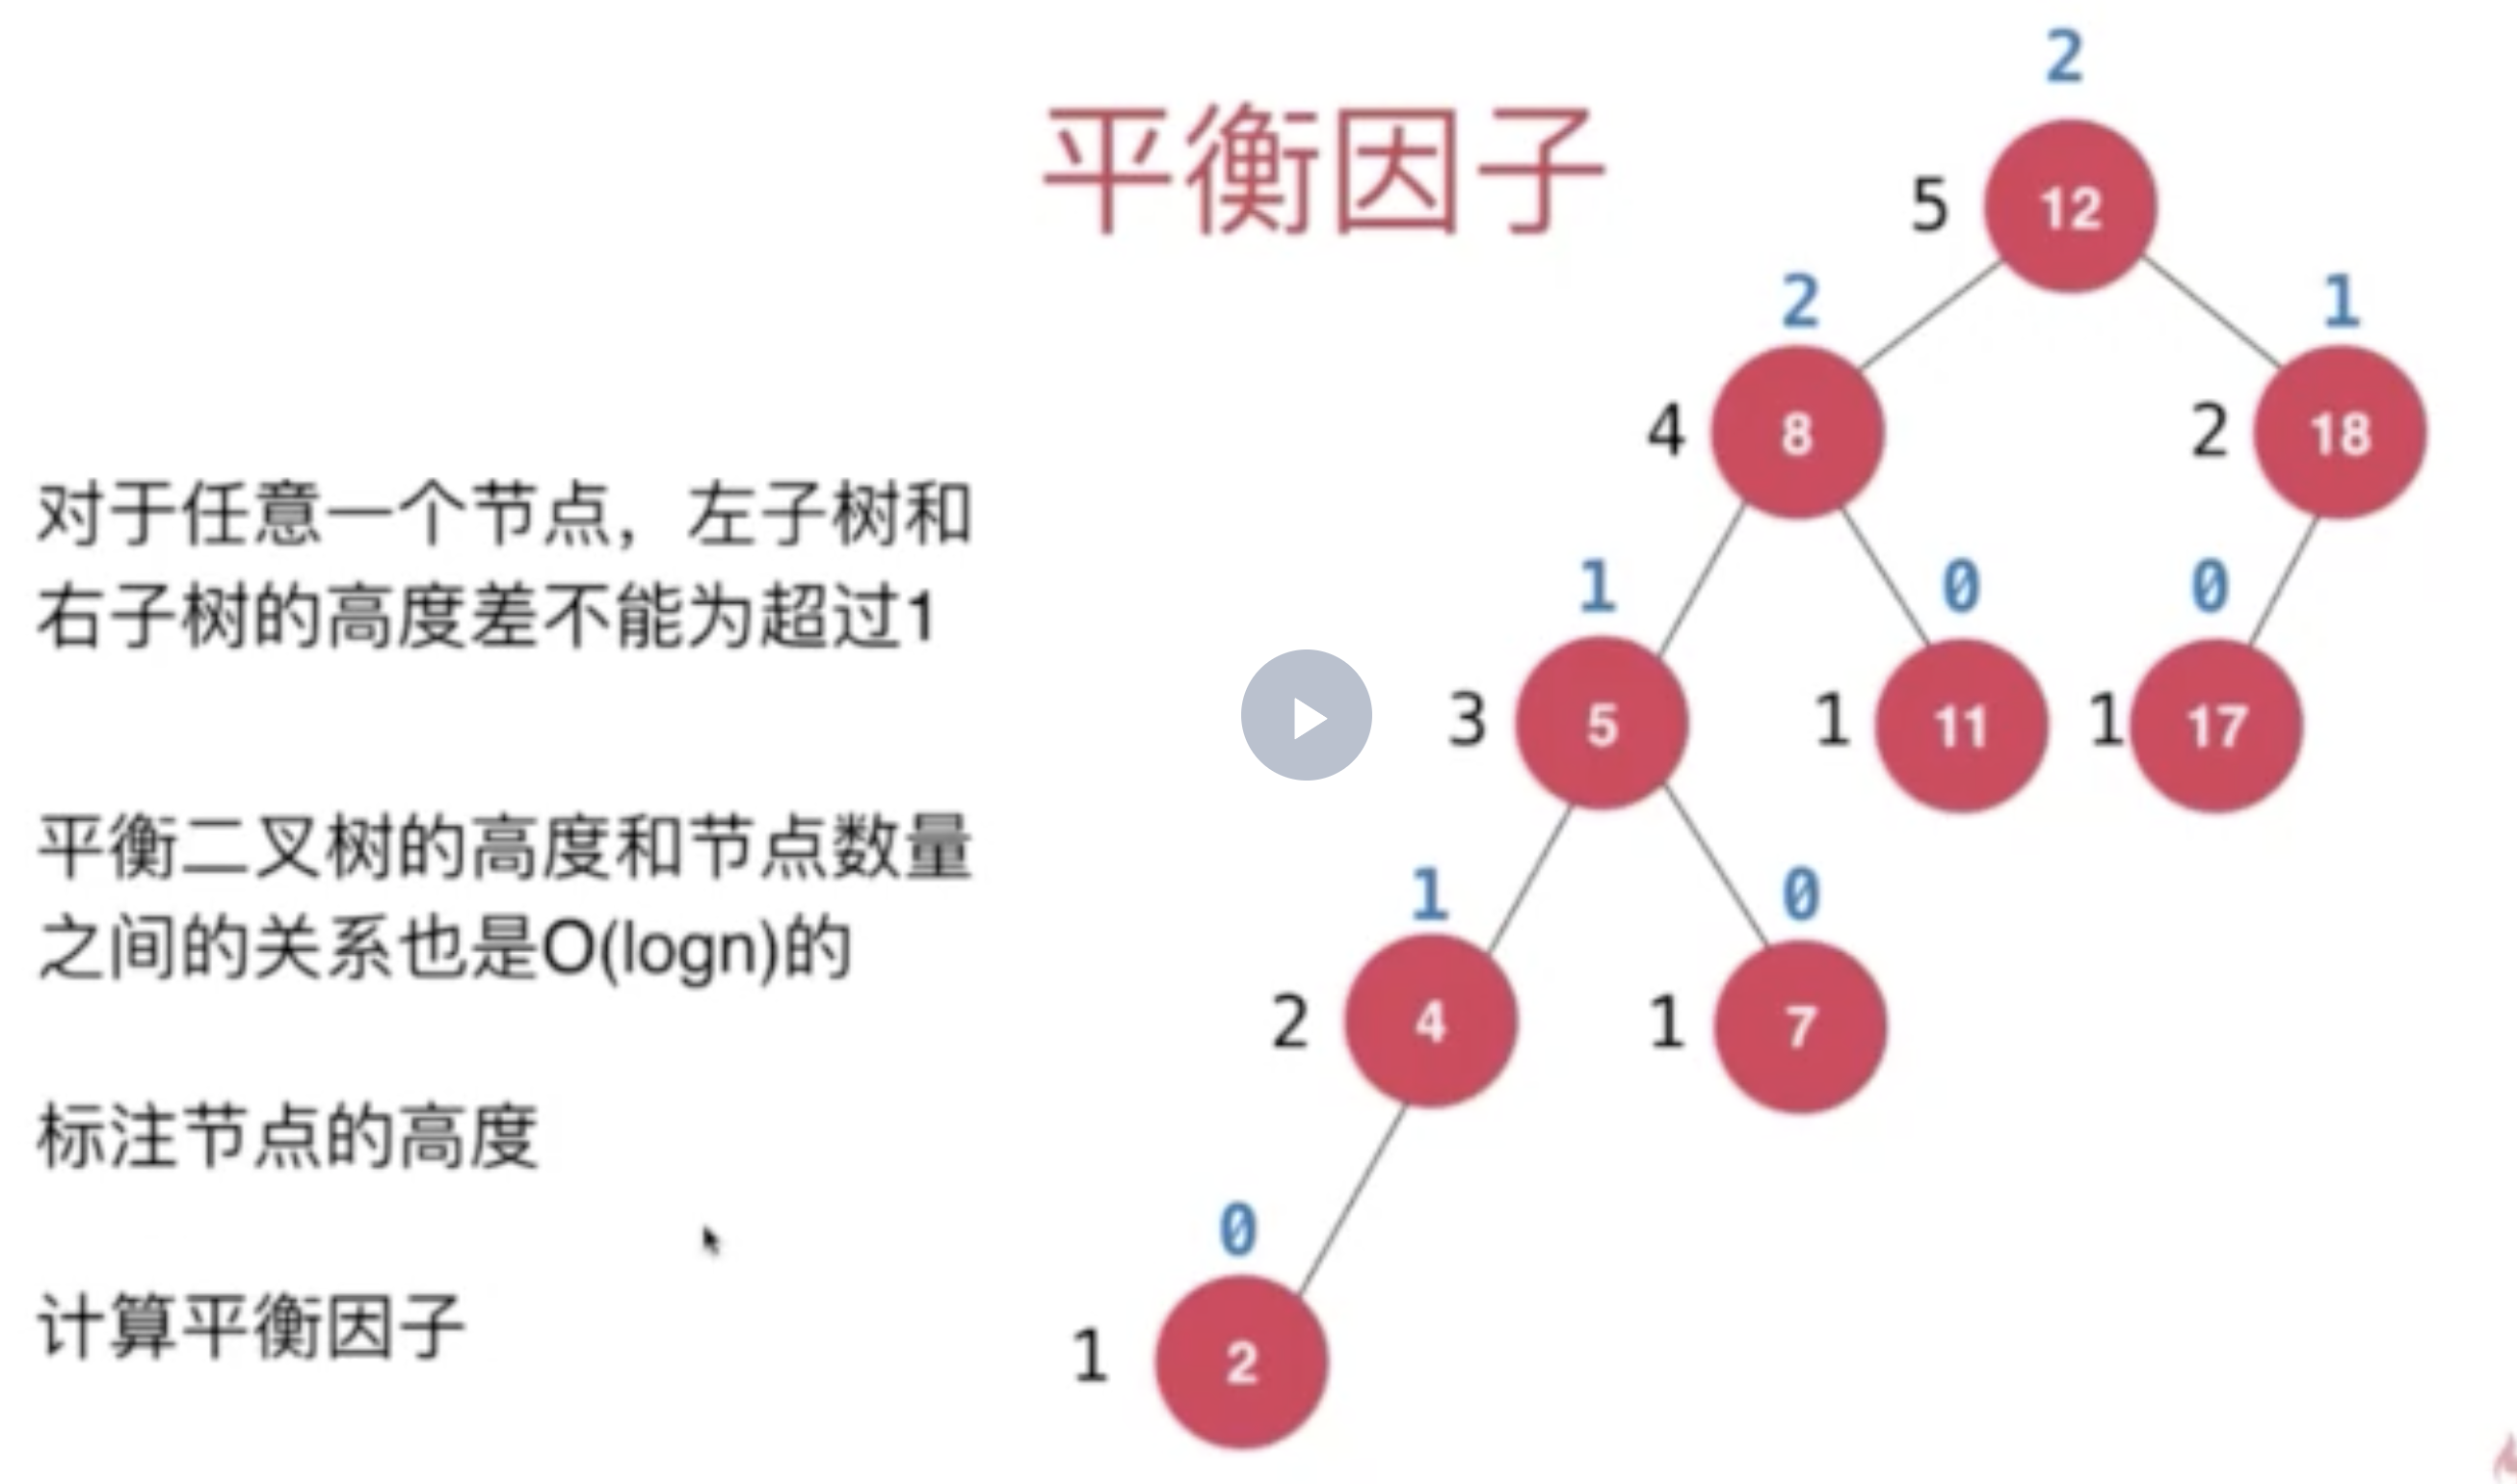 平衡因子
对于任意一个节点，左子树和
右子树的高度差不能为超过1
平衡二叉树的高度和节点数量
之间的关系也是O(logn)的
标注节点的高度
计算平衡因子
2
5 12
2 1
4 8 2 18
1 0 0
3 5 1 11 1 17
1 0
2 4 1 7
0
1 2